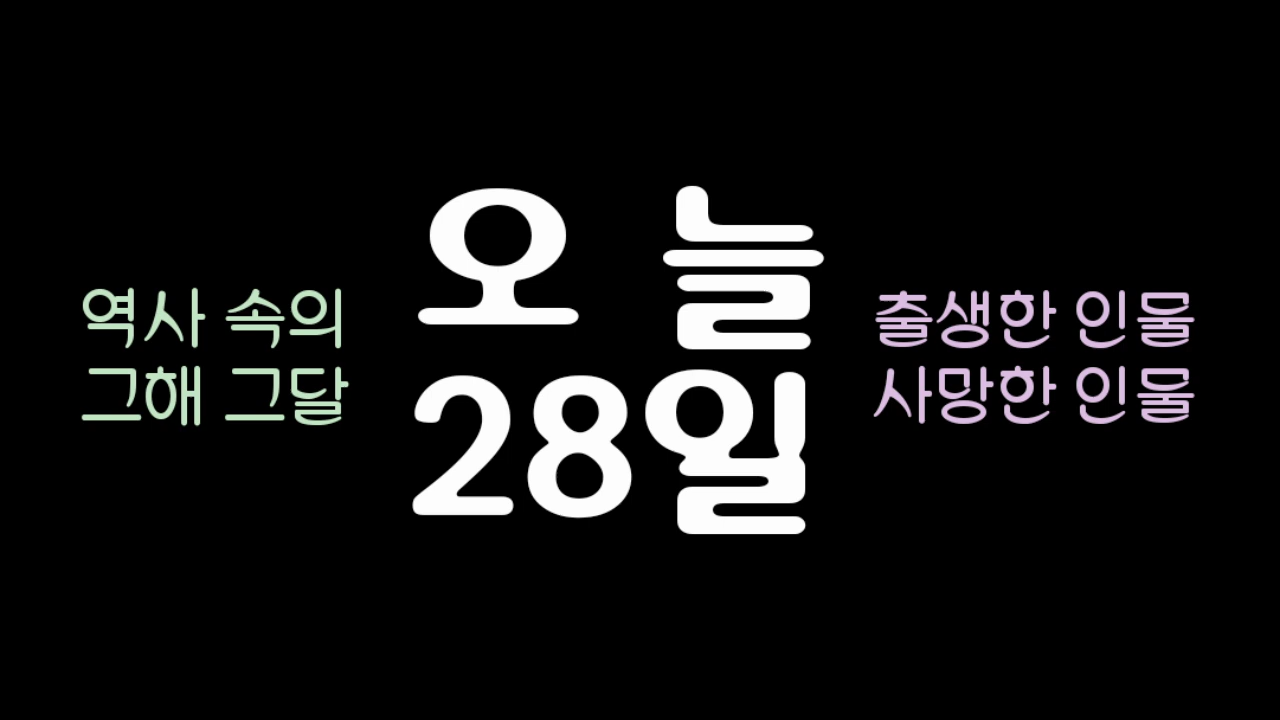 역사 속의
그해 그달
오 늘
28일
출생한 인물
사망한 인물